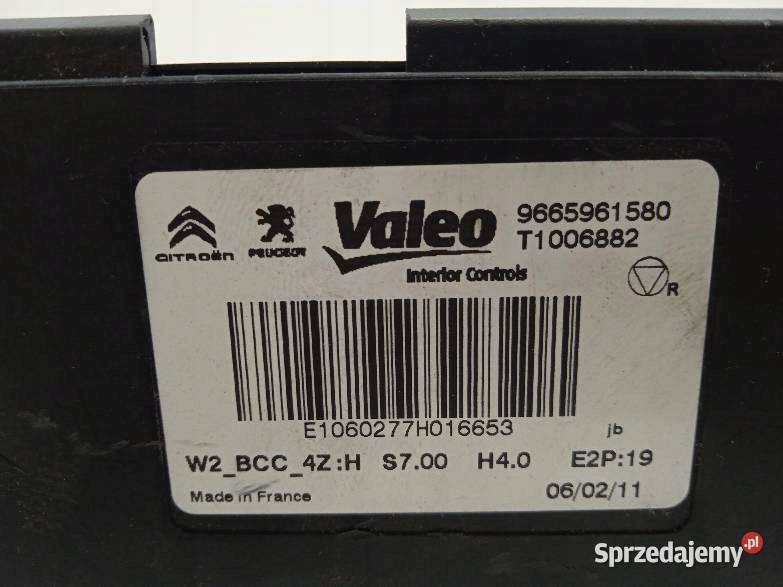 CITROËN
PEUGEOT
Valeo
Interior Controls
9665961580
T1006882
R
E1060277H016653
jb
W2_BCC_4Z:H S7.00 H4.0 E2P:19
Made in France
06/02/11
Sprzedajemy.pl